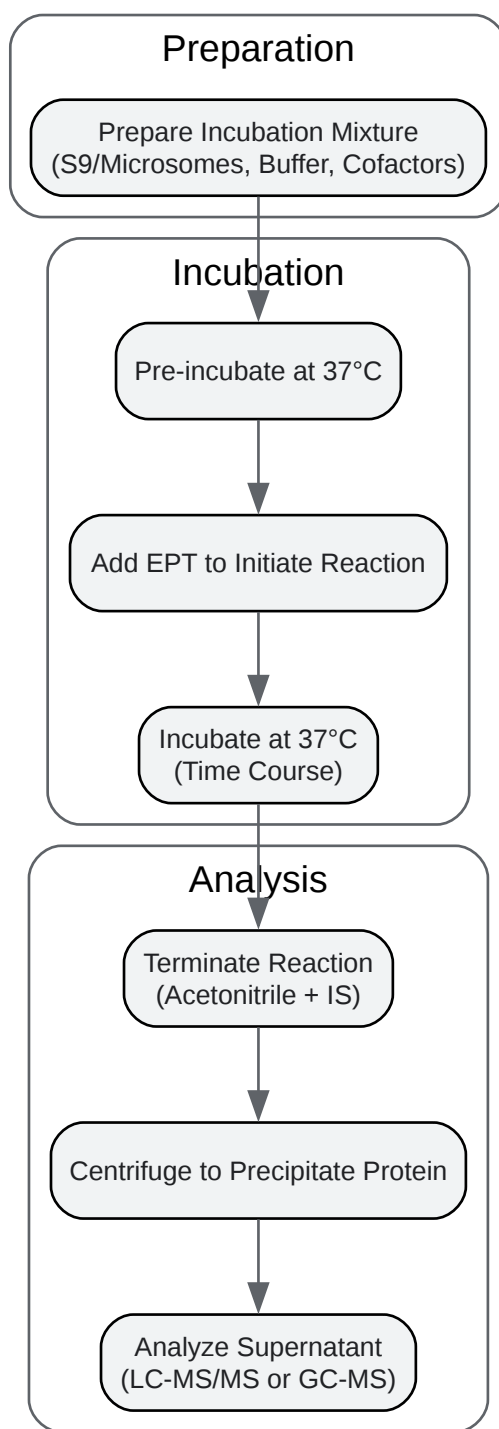 Preparation
Prepare Incubation Mixture
(S9/Microsomes, Buffer, Cofactors)
Incubation
Pre-incubate at 37°C
Add EPT to Initiate Reaction
Incubate at 37°C
(Time Course)
Analysis
Terminate Reaction
(Acetonitrile + IS)
Centrifuge to Precipitate Protein
Analyze Supernatant
(LC-MS/MS or GC-MS)